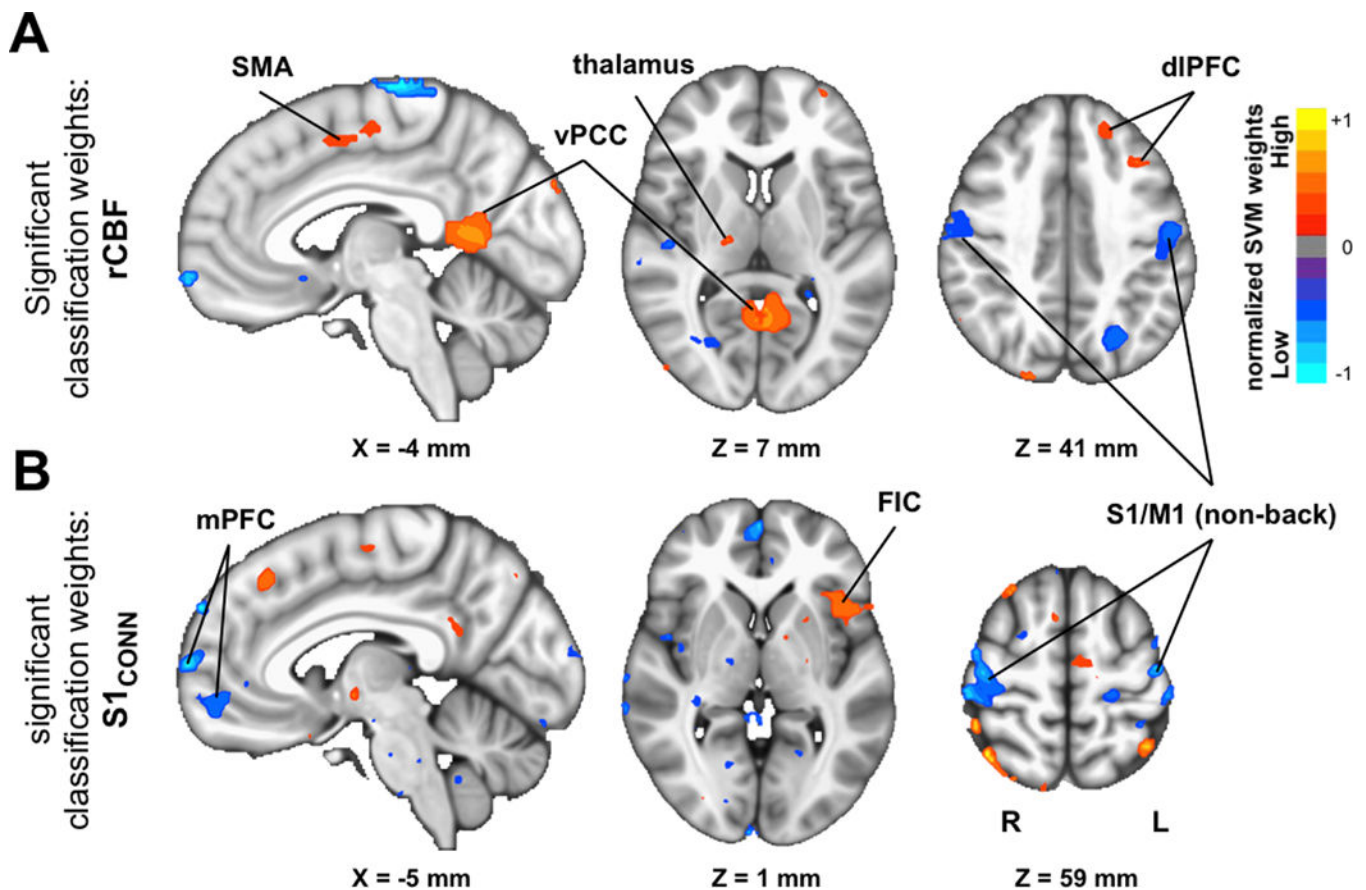 A
Significant
classification weights:
rCBF
SMA
thalamus
vPCC
dlPFC
normalized SVM weights
Low
High
+1
0
-1
X = -4 mm
Z = 7 mm
Z = 41 mm
B
significant
classification weights:
S1CONN
mPFC
FIC
S1/M1 (non-back)
R
L
X = -5 mm
Z = 1 mm
Z = 59 mm